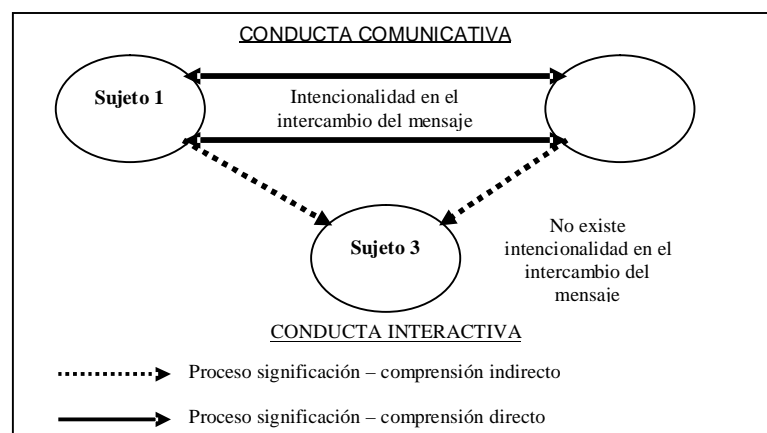 CONDUCTA COMUNICATIVA
Sujeto 1
Intencionalidad en el
intercambio del mensaje
Sujeto 3
No existe
intencionalidad en el
intercambio del
mensaje
CONDUCTA INTERACTIVA
Proceso significación – comprensión indirecto
Proceso significación – comprensión directo